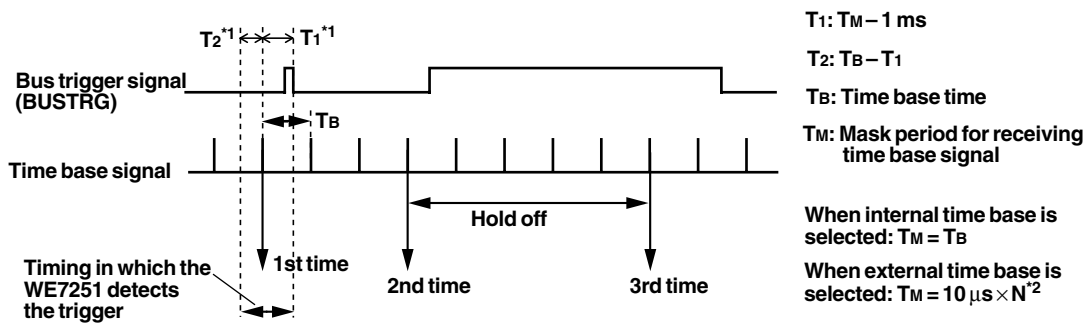 T2*1
T1*1
Bus trigger signal
(BUSTRG)
TB
Time base signal
Hold off
1st time
2nd time
3rd time
Timing in which the
WE7251 detects
the trigger
T1: TM – 1 ms
T2: TB – T1
TB: Time base time
TM: Mask period for receiving
time base signal
When internal time base is
selected: TM = TB
When external time base is
selected: TM = 10 μs × N*2